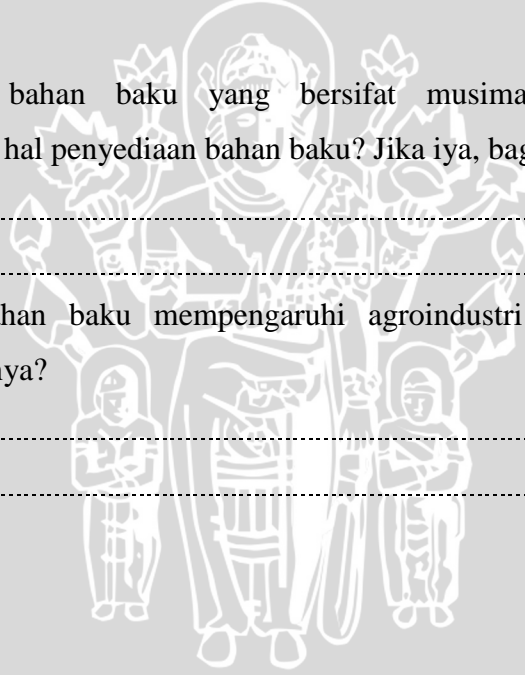 bahan baku yang bersifat musima
hal penyediaan bahan baku? Jika iya, bag
han baku mempengaruhi agroindustri
ya?